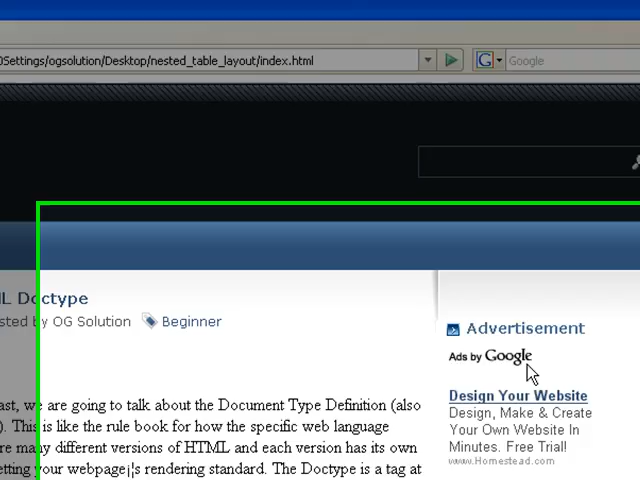 0Settings/ogsolution/Desktop/nested_table_layout/index.html
G Google
L Doctype
sted by OG Solution Beginner
Advertisement
Ads by Google
Design Your Website
Design, Make & Create
Your Own Website In
Minutes. Free Trial!
www.Homestead.com
ast, we are going to talk about the Document Type Definition (also
). This is like the rule book for how the specific web language
re many different versions of HTML and each version has its own
etting your webpage¡¦s rendering standard. The Doctype is a tag at